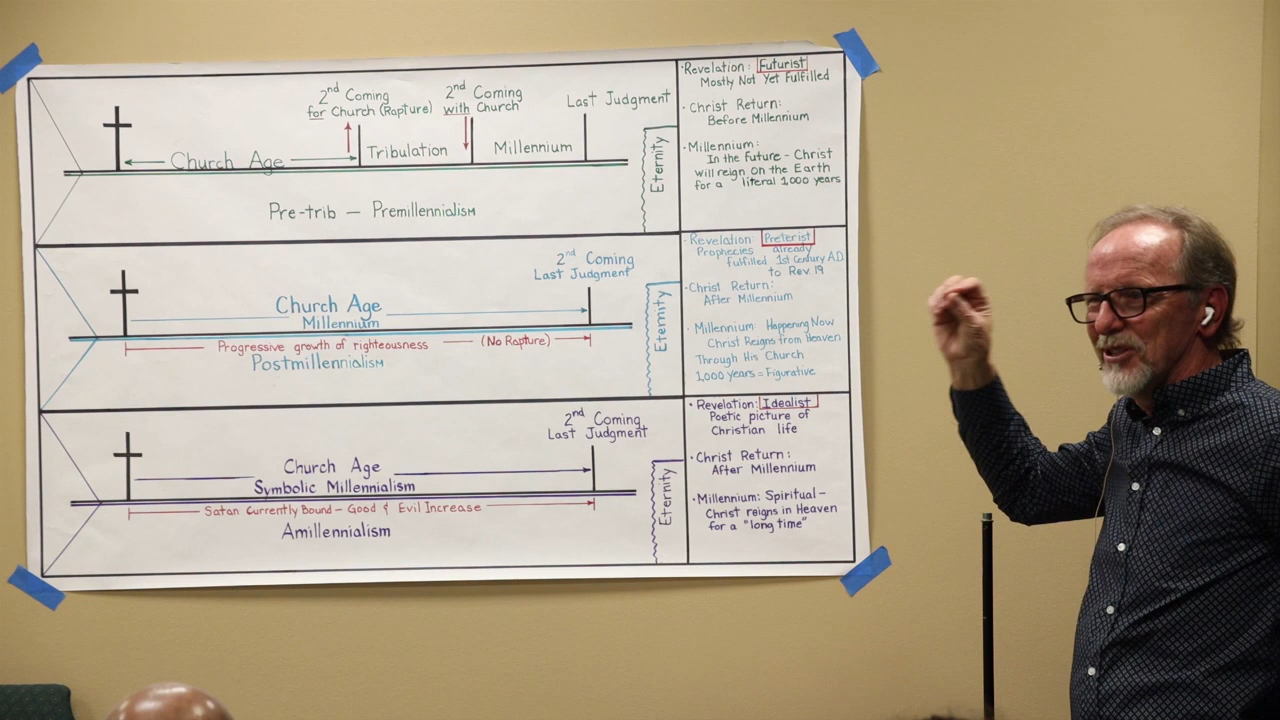 2nd Coming
for Church (Rapture)
2nd Coming
with Church
Last Judgment
Church Age
Tribulation
Millennium
Eternity
Pre-trib — Premillennialism
• Revelation: Futurist
Mostly Not Yet Fulfilled
• Christ Return:
Before Millennium
• Millennium:
In the future - Christ
will reign on the Earth
for a "literal 1,000 years
2nd Coming
Last Judgment
Church Age
Millennium
Progressive growth of righteousness — (No Rapture)
Postmillennialism
Eternity
• Revelation: Preterist
Prophecies already
fulfilled 1st Century A.D.
to Rev. 19
• Christ Return:
After Millennium
• Millennium Happening Now
Christ Reigns from Heaven
Through His Church
1,000 years = Figurative
2nd Coming
Last Judgment
Church Age
Symbolic Millennialism
Satan Currently Bound - Good & Evil Increase
Amillennialism
Eternity
• Revelation: Idealist
Poetic picture of
Christian life
• Christ Return:
After Millennium
• Millennium: Spiritual -
Christ reigns in Heaven
for a "long time"